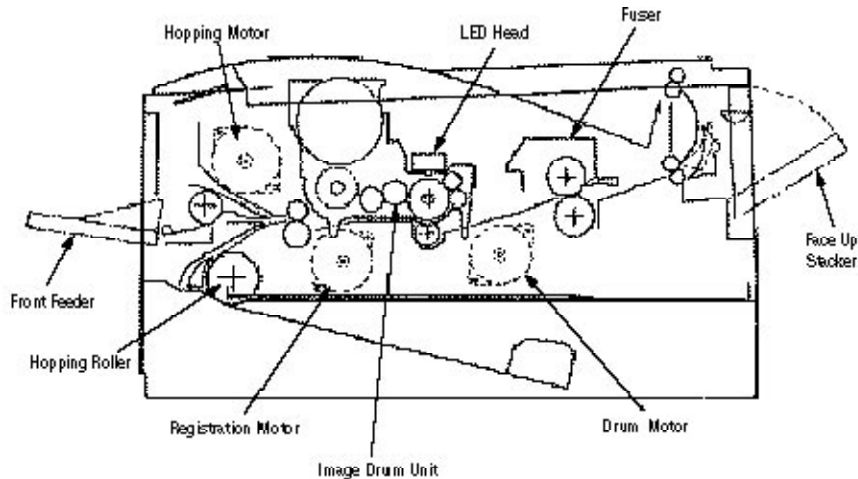 Hopping Motor
LED Head
Fuser
Face Up
Stacker
Front Feeder
Hopping Roller
Registration Motor
Drum Motor
Image Drum Unit